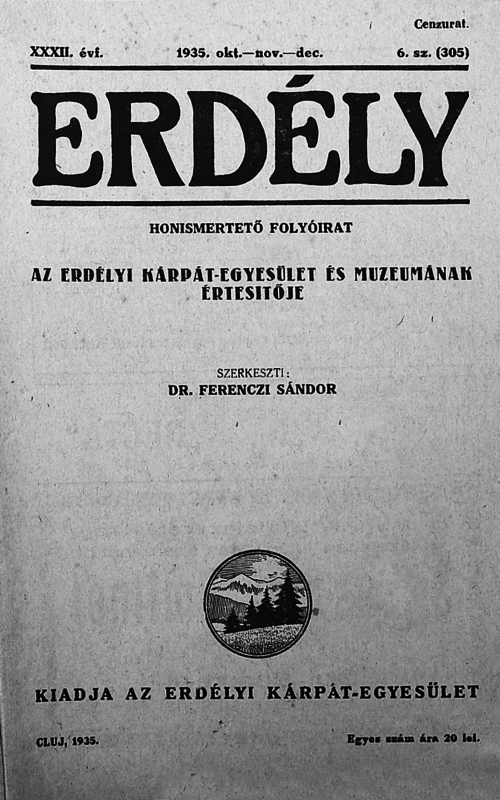 Cenzurat.
XXXII. évf. 1935. okt.—nov.—dec. 6. sz. (305)
ERDÉLY
HONISMERTETŐ FOLYÓIRAT
AZ ERDÉLYI KÁRPÁT-EGYESÜLET ÉS MUZEUMÁNAK
ÉRTESITŐJE
SZERKESZTI:
DR. FERENCZI SÁNDOR
KIADJA AZ ERDÉLYI KÁRPÁT-EGYESÜLET
CLUJ, 1935. Egyes szám ára 20 lei.